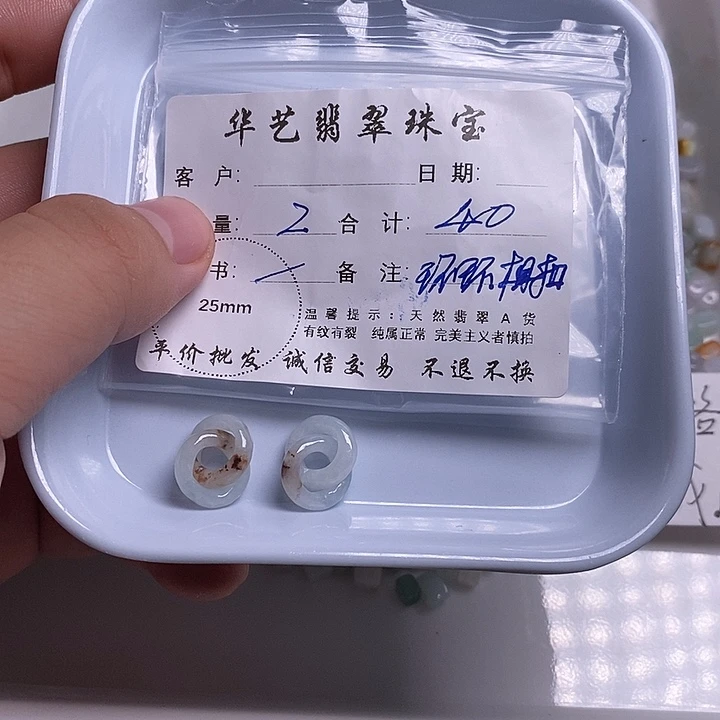 华艺翡翠珠宝
客 户: 日 期:
量: 2 合 计: 40
书: 备 注: 环环相扣
25mm
温馨提示:天然翡翠A货
有纹有裂 纯属正常 完美主义者慎拍
平价批发 诚信交易 不退不换